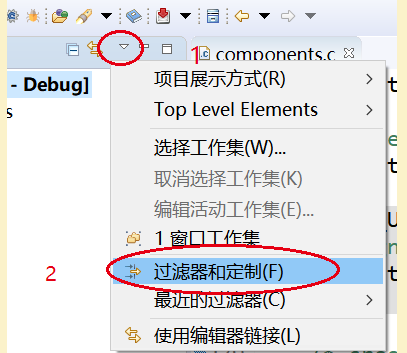 1
components.c
- Debug]
s
项目展示方式(R)
Top Level Elements
选择工作集(W)...
取消选择工作集(K)
编辑活动工作集(E)...
1 窗口工作集
2
过滤器和定制(F)
最近的过滤器(C)
使用编辑器链接(L)